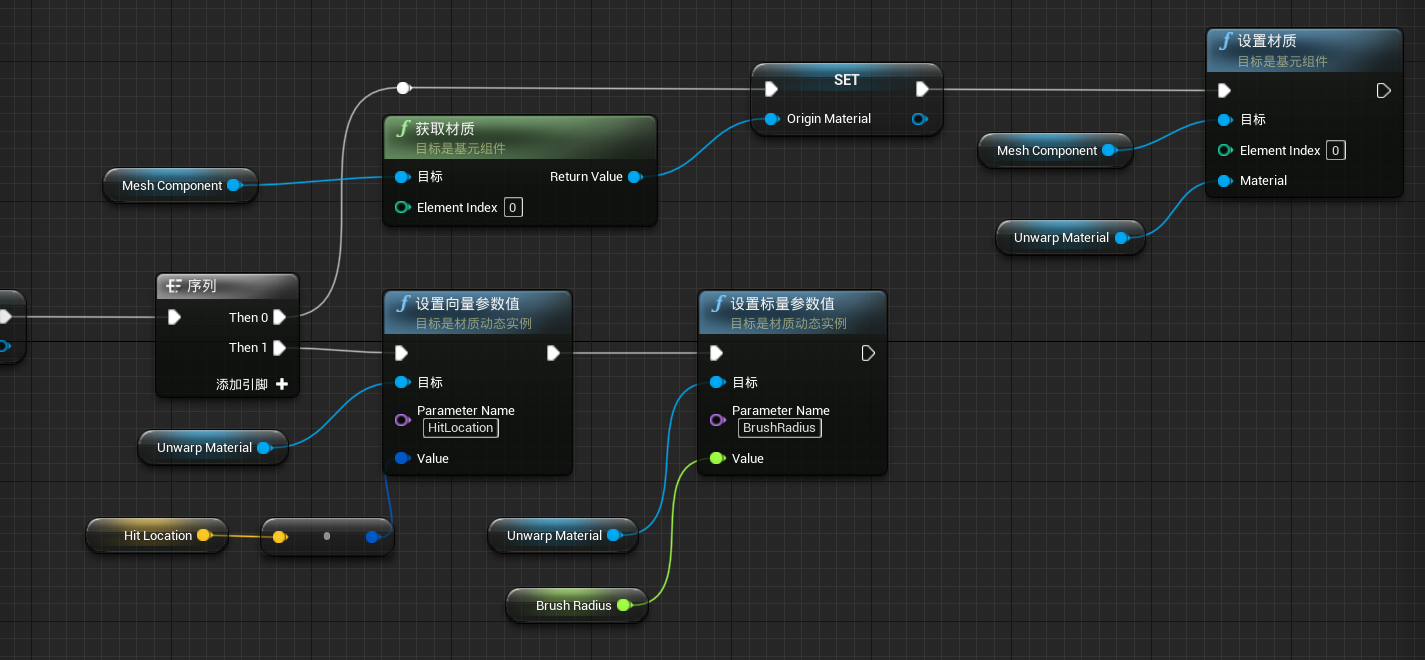 设置材质
目标是基元组件
目标
Element Index 0
Material
SET
Origin Material
Mesh Component
Unwarp Material
获取材质
目标是基元组件
目标
Return Value
Element Index 0
Mesh Component
序列
Then 0
Then 1
添加引脚
设置向量参数值
目标是材质动态实例
目标
Parameter Name
HitLocation
Value
设置标量参数值
目标是材质动态实例
目标
Parameter Name
BrushRadius
Value
Unwarp Material
Hit Location
Unwarp Material
Brush Radius